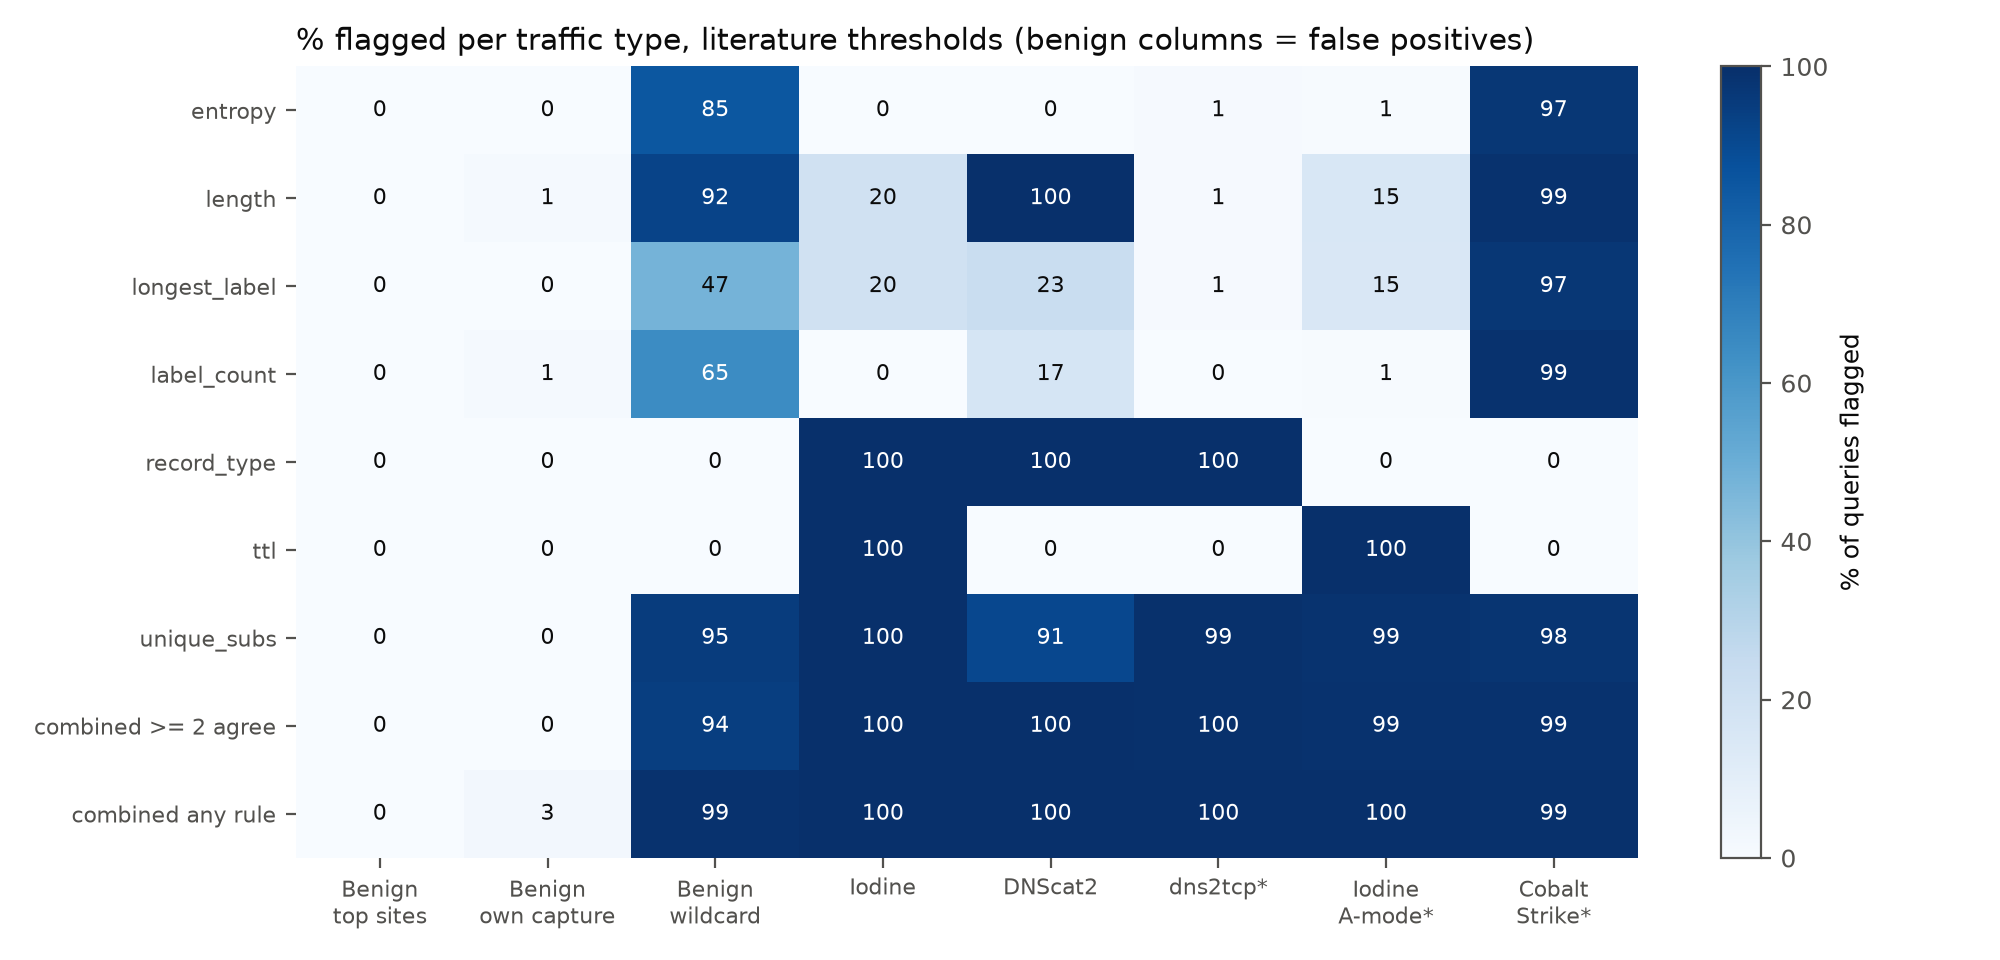 % flagged per traffic type, literature thresholds (benign columns = false positives)
entropy 0 0 85 0 0 1 1 97
length 0 1 92 20 100 1 15 99
longest_label 0 0 47 20 23 1 15 97
label_count 0 1 65 0 17 0 1 99
record_type 0 0 0 100 100 100 0 0
ttl 0 0 0 100 0 0 100 0
unique_subs 0 0 95 100 91 99 99 98
combined >= 2 agree 0 0 94 100 100 100 99 99
combined any rule 0 3 99 100 100 100 100 99
Benign
top sites
Benign
own capture
Benign
wildcard
Iodine
DNScat2
dns2tcp*
Iodine
A-mode*
Cobalt
Strike*
100
80
60
40
20
0
% of queries flagged